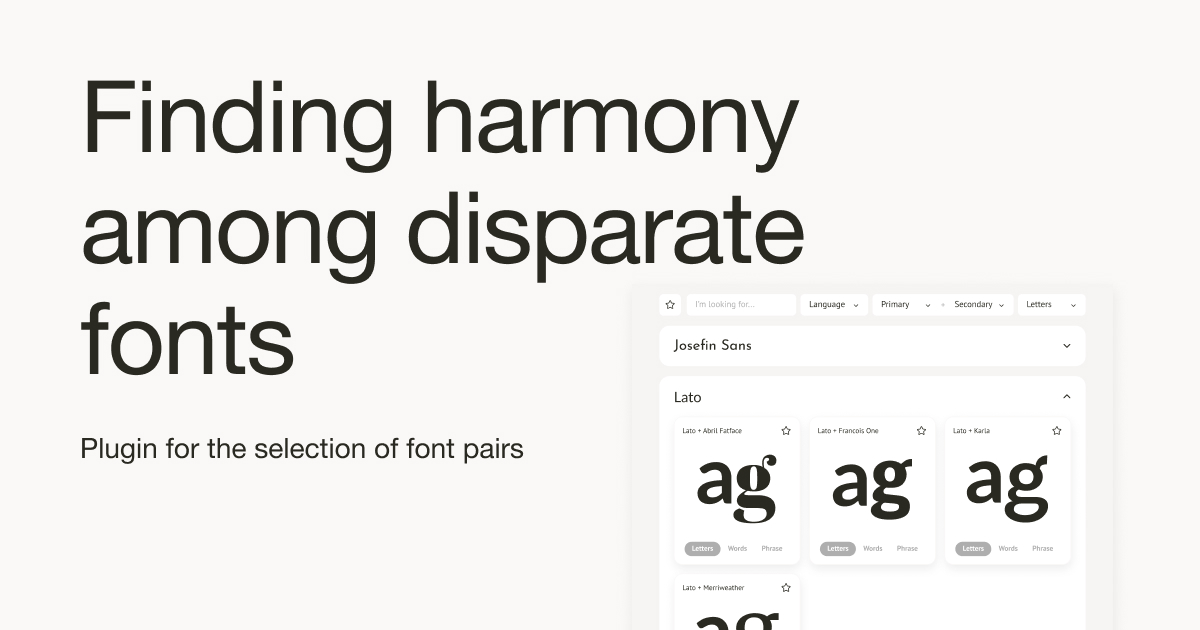 Finding harmony
among disparate
fonts
Plugin for the selection of font pairs
I'm looking for...
Language
Primary
+
Secondary
Letters
Josefin Sans
Lato
Lato + Abril Fatface
Lato + Francois One
Lato + Karla
ag
ag
ag
Letters Words Phrase
Letters Words Phrase
Letters Words Phrase
Lato + Merriweather
ag